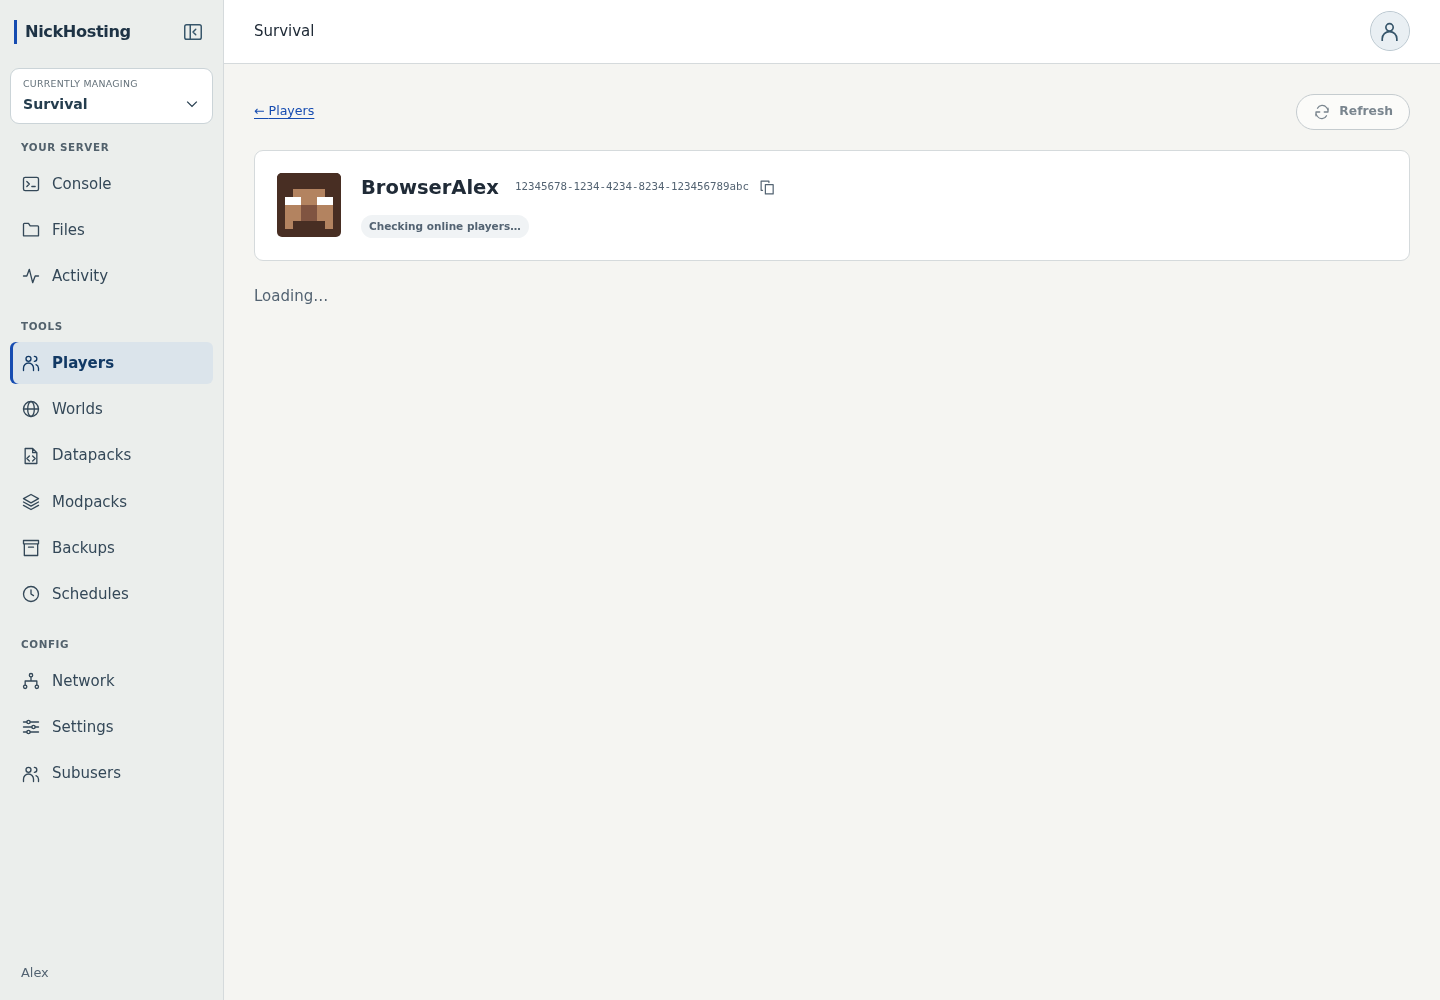 NickHosting
CURRENTLY MANAGING
Survival
YOUR SERVER
Console
Files
Activity
TOOLS
Players
Worlds
Datapacks
Modpacks
Backups
Schedules
CONFIG
Network
Settings
Subusers
Alex
Survival
← Players
Refresh
BrowserAlex 12345678-1234-4234-8234-123456789abc
Checking online players…
Loading…